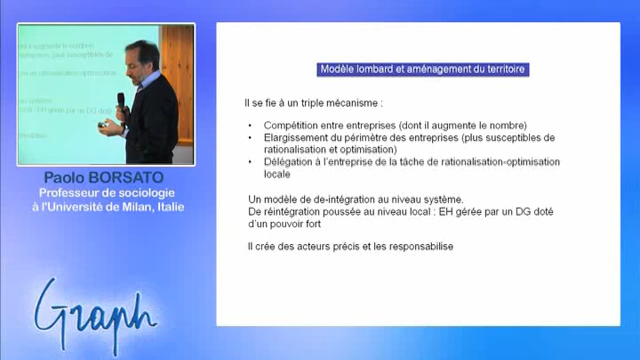 Modèle lombard et aménagement du territoire
Il se fie à un triple mécanisme :
• Compétition entre entreprises (dont il augmente le nombre)
• Elargissement du périmètre des entreprises (plus susceptibles de
rationalisation et optimisation)
• Délégation à l'entreprise de la tâche de rationalisation-optimisation
locale
Un modèle de de-intégration au niveau système.
De réintégration poussée au niveau local : EH gérée par un DG doté
d'un pouvoir fort
Il crée des acteurs précis et les responsabilise
Paolo BORSATO
Professeur de sociologie
à l'Université de Milan, Italie
Graph